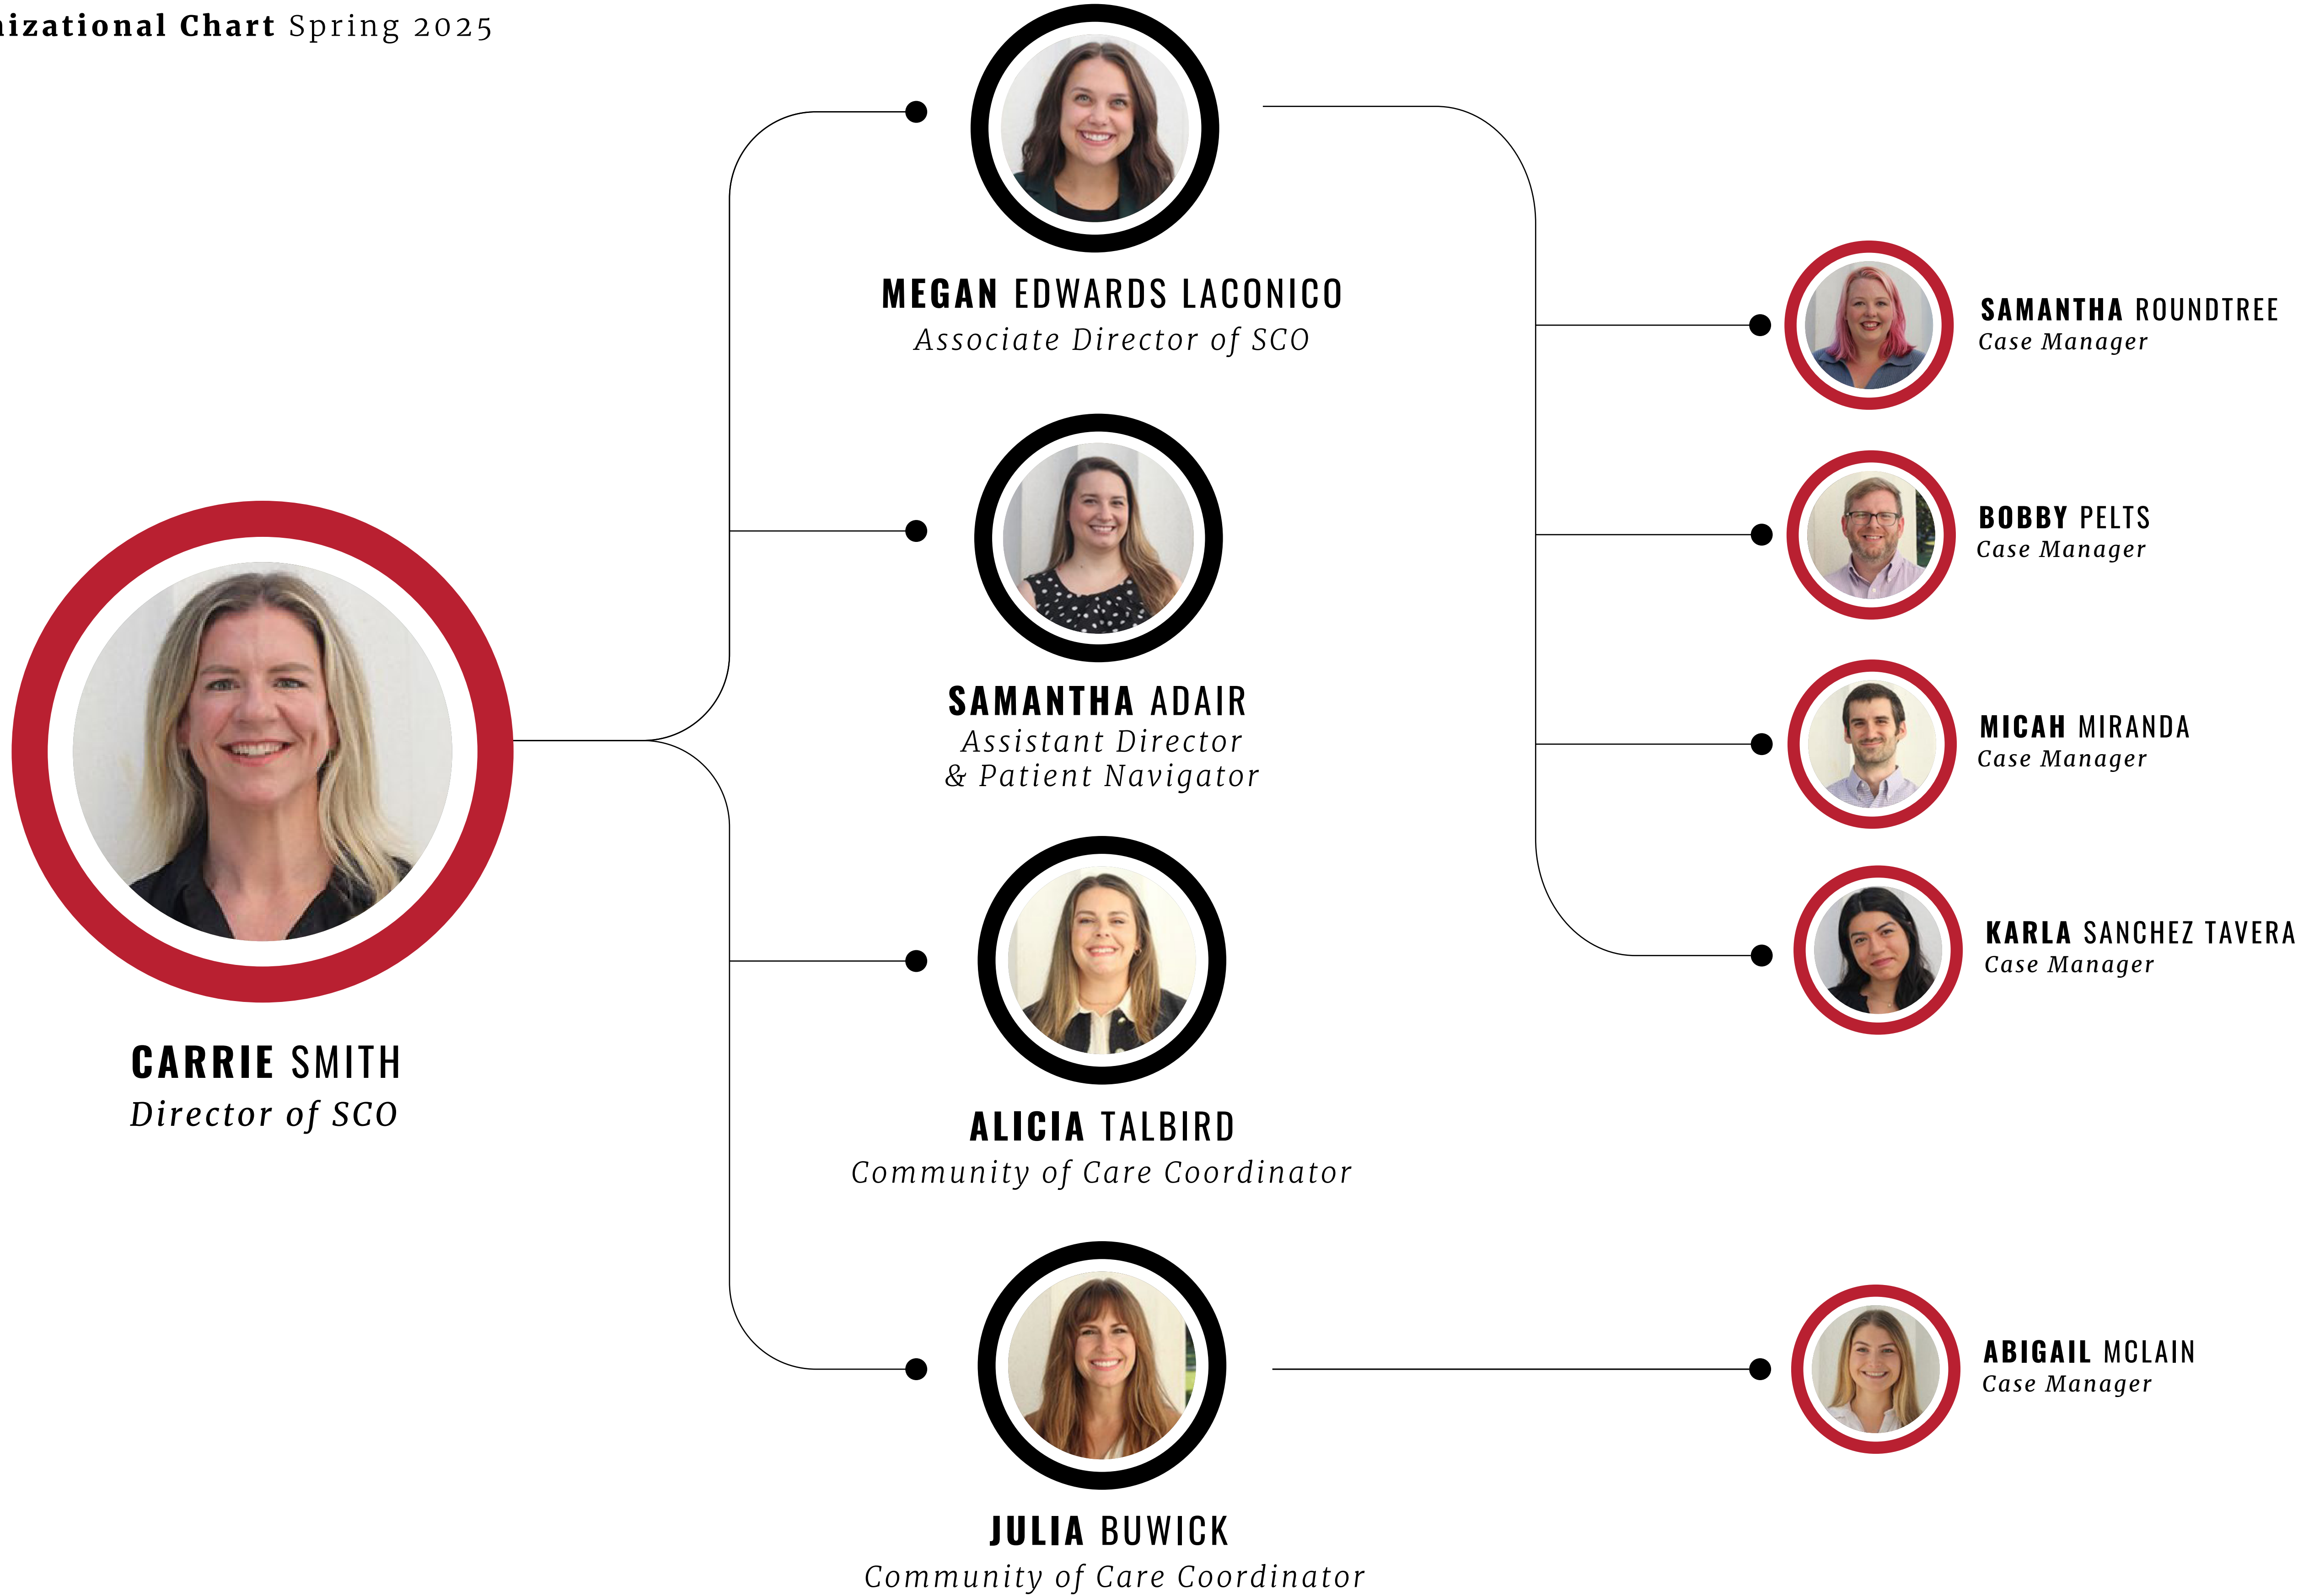 izational Chart Spring 2025
MEGAN EDWARDS LACONICO
Associate Director of SCO
SAMANTHA ROUNDTREE
Case Manager
BOBBY PELTS
Case Manager
SAMANTHA ADAIR
Assistant Director
& Patient Navigator
MICAH MIRANDA
Case Manager
KARLA SANCHEZ TAVERA
Case Manager
CARRIE SMITH
Director of SCO
ALICIA TALBIRD
Community of Care Coordinator
ABIGAIL MCLAIN
Case Manager
JULIA BUWICK
Community of Care Coordinator